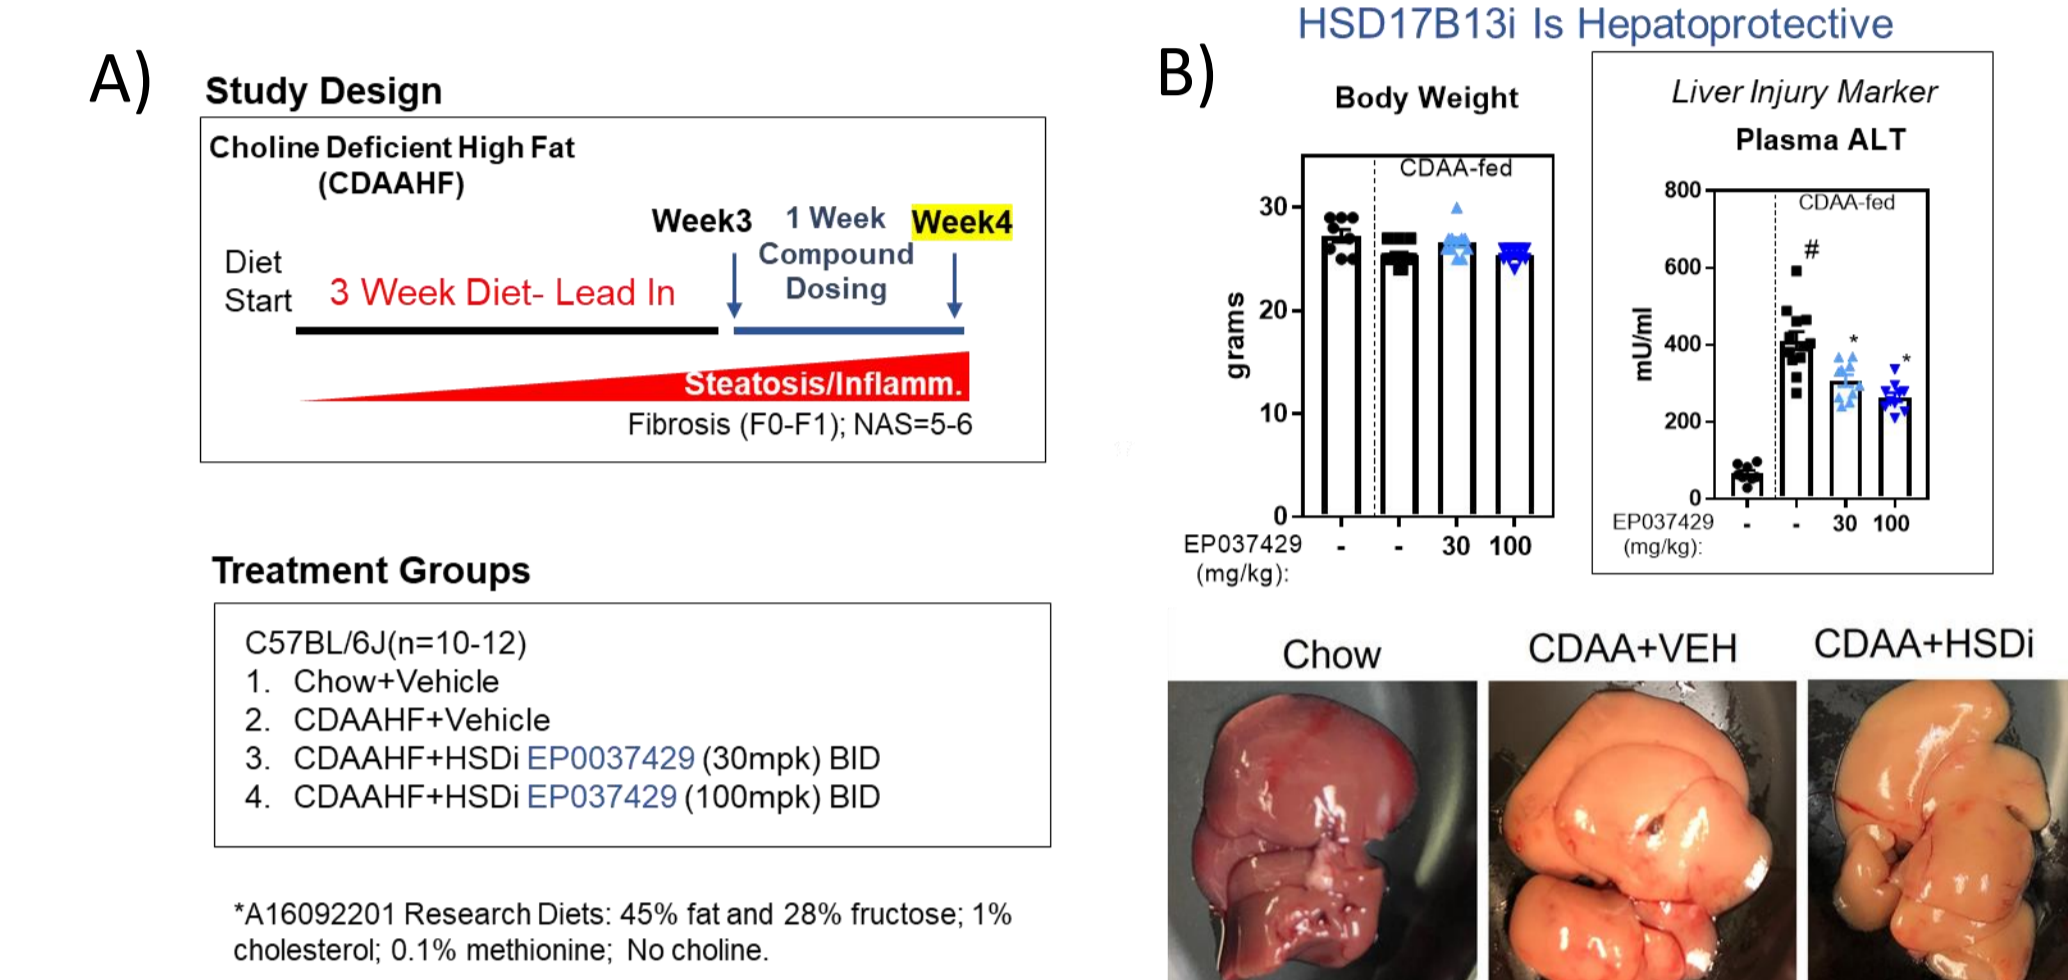 A)
Study Design
Choline Deficient High Fat
(CDAAHF)
Week3
1 Week
Compound
Dosing
Week4
Diet
Start
3 Week Diet- Lead In
Steatosis/Inflamm.
Fibrosis (F0-F1); NAS=5-6
Treatment Groups
C57BL/6J(n=10-12)
1. Chow+Vehicle
2. CDAAHF+Vehicle
3. CDAAHF+HSDi EP0037429 (30mpk) BID
4. CDAAHF+HSDi EP037429 (100mpk) BID
*A16092201 Research Diets: 45% fat and 28% fructose; 1%
cholesterol; 0.1% methionine; No choline.
HSD17B13i Is Hepatoprotective
B)
Body Weight
CDAA-fed
30
20
10
0
grams
EP037429
(mg/kg):
- - 30 100
Liver Injury Marker
Plasma ALT
800
600
400
200
0
mU/ml
CDAA-fed
#
*
*
EP037429
(mg/kg):
- - 30 100
Chow
CDAA+VEH
CDAA+HSDi